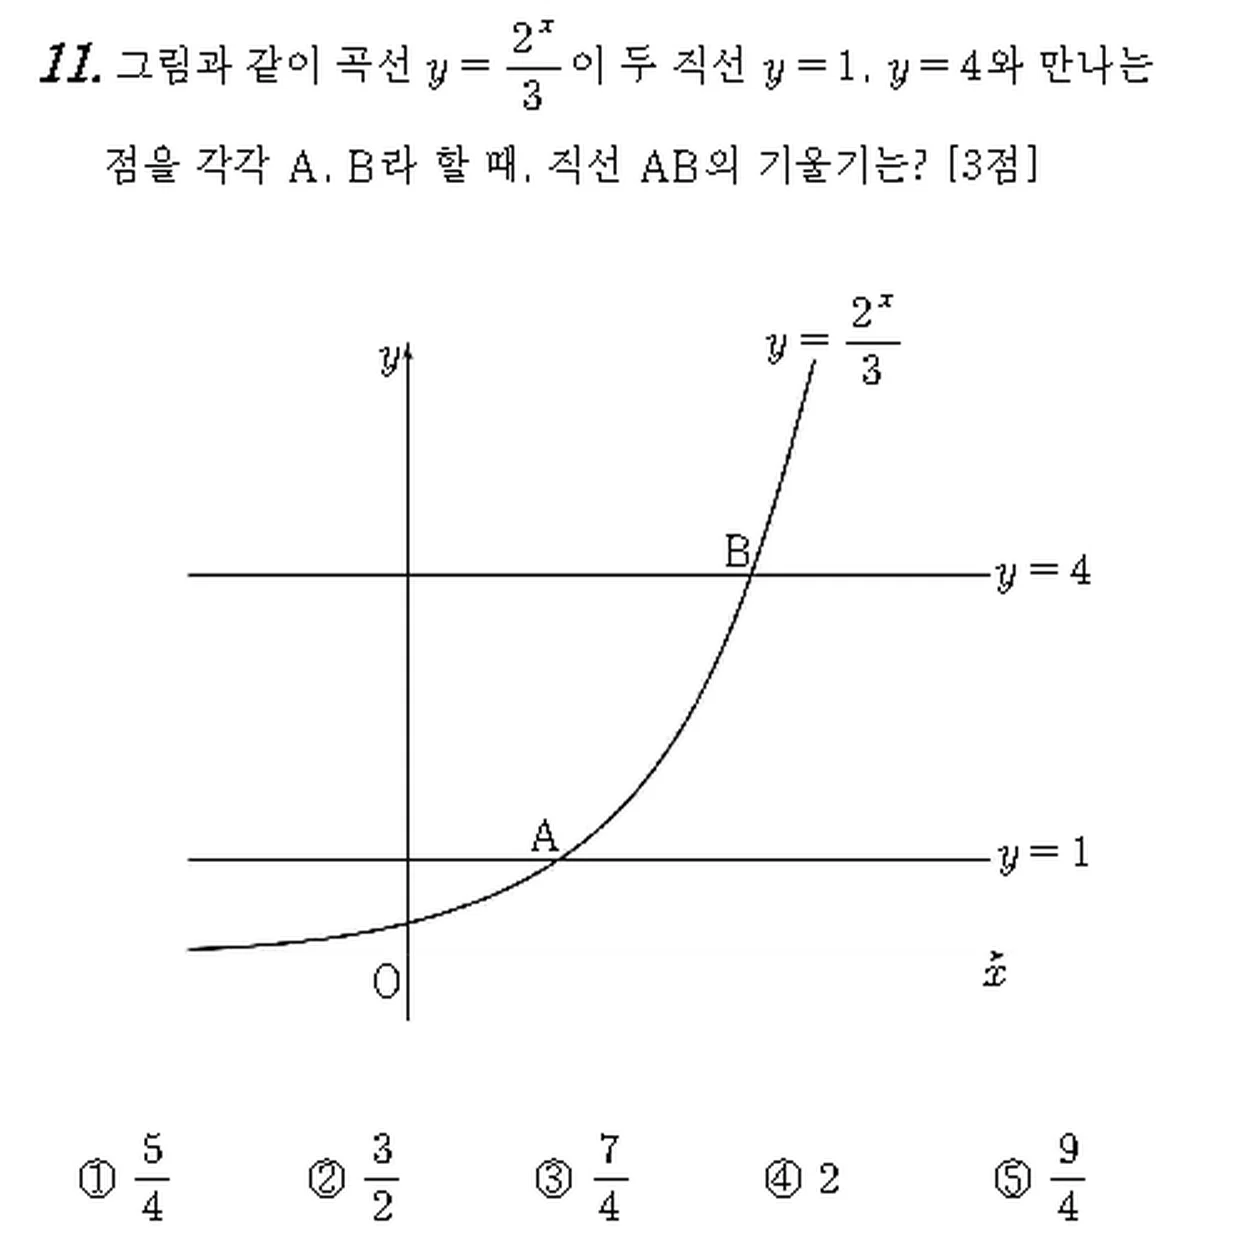 11. 그림과 같이 곡선 y = 2^x/3 이 두 직선 y = 1, y = 4와 만나는
점을 각각 A, B라 할 때, 직선 AB의 기울기는? [3점]
y = 2^x/3
y
B
y = 4
A
y = 1
O
x
① 5/4 ② 3/2 ③ 7/4 ④ 2 ⑤ 9/4